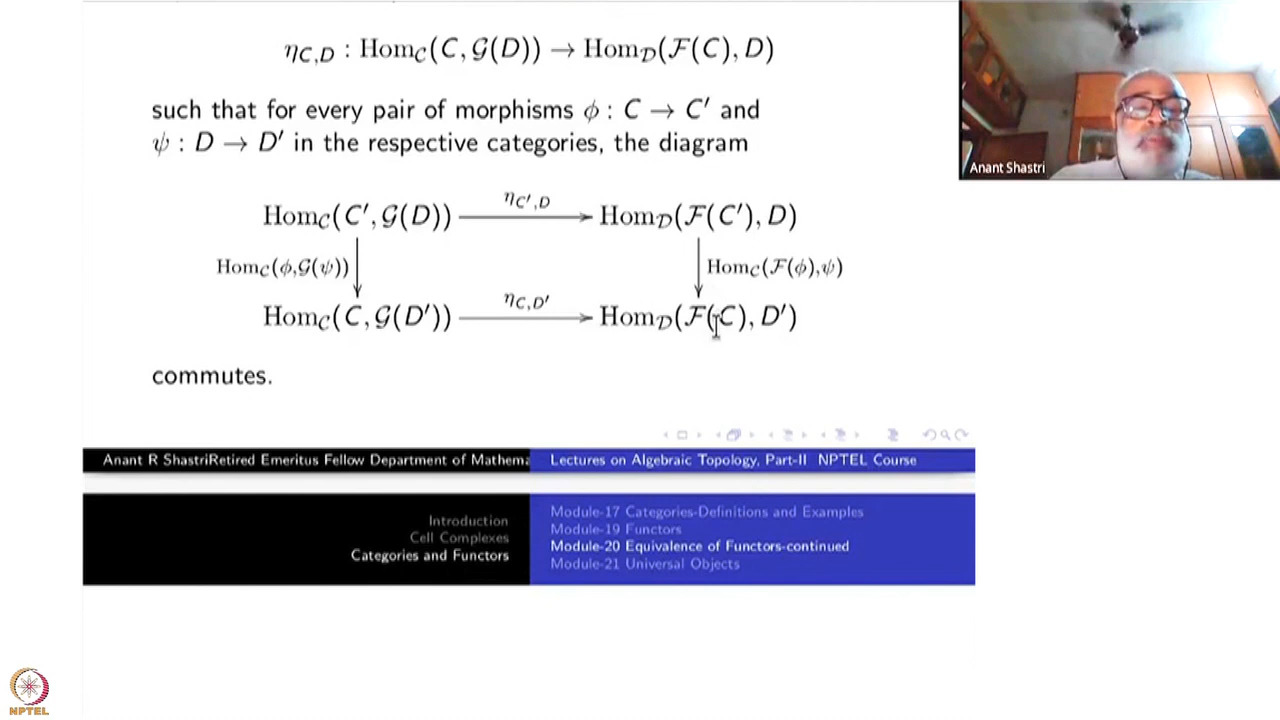 η_{C,D} : Hom_𝒞(C, 𝒢(D)) → Hom_𝒟(ℱ(C), D)
such that for every pair of morphisms ϕ : C → C′ and
ψ : D → D′ in the respective categories, the diagram
η_{C′,D}
Hom_𝒞(C′, 𝒢(D)) Hom_𝒟(ℱ(C′), D)
Hom_𝒞(ϕ,𝒢(ψ)) Hom_𝒞(ℱ(ϕ),ψ)
η_{C,D′}
Hom_𝒞(C, 𝒢(D′)) Hom_𝒟(ℱ(C), D′)
commutes.
Anant Shastri
Anant R ShastriRetired Emeritus Fellow Department of Mathema
Lectures on Algebraic Topology, Part-II NPTEL Course
Introduction
Cell Complexes
Categories and Functors
Module-17 Categories-Definitions and Examples
Module-19 Functors
Module-20 Equivalence of Functors-continued
Module-21 Universal Objects
NPTEL